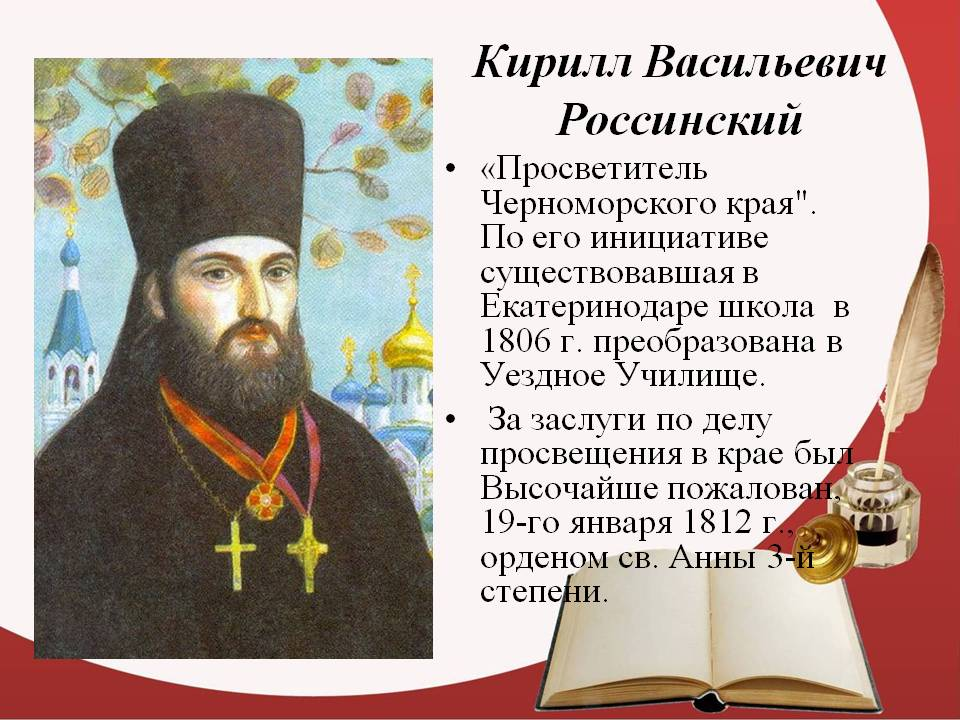 Кирилл Васильевич
Россинский
• «Просветитель
Черноморского края".
По его инициативе
существовавшая в
Екатеринодаре школа в
1806 г. преобразована в
Уездное Училище.
• За заслуги по делу
просвещения в крае был
Высочайше пожалован,
19-го января 1812 г.,
орденом св. Анны 3-й
степени.